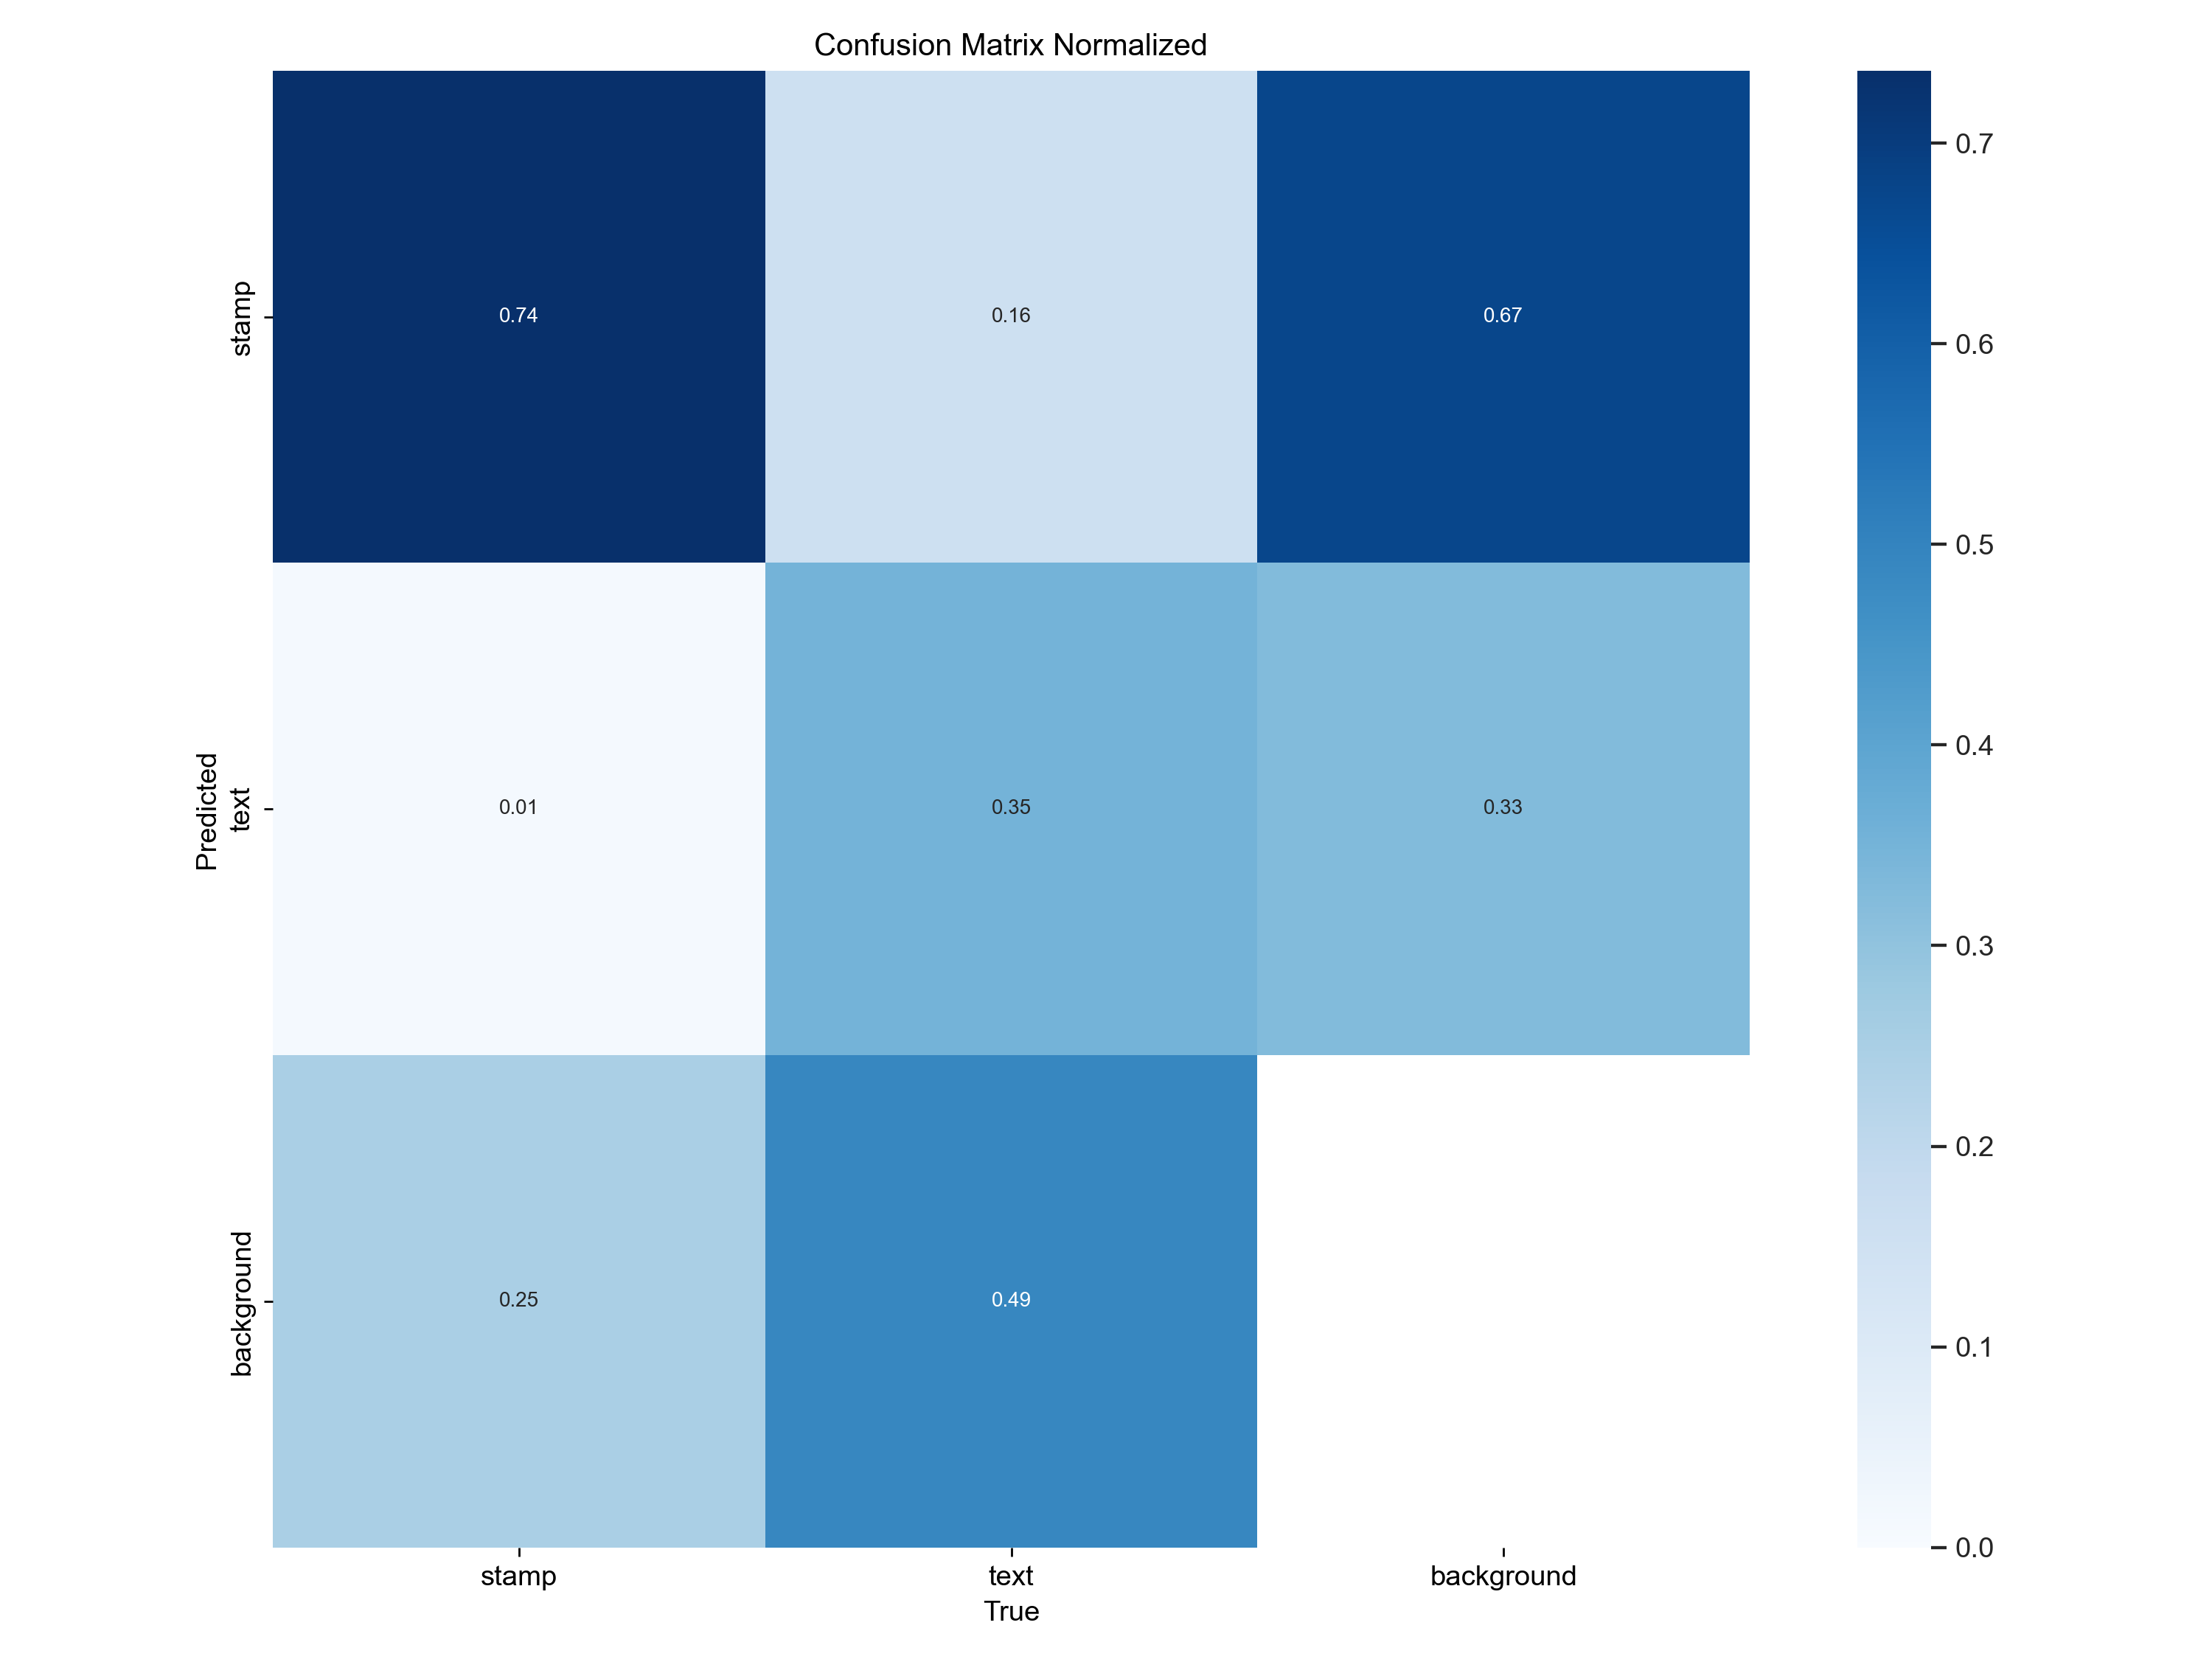 Confusion Matrix Normalized
stamp
0.74
0.16
0.67
0.7
0.6
0.5
Predicted
text
0.01
0.35
0.33
0.4
0.3
0.2
background
0.25
0.49
0.1
0.0
stamp
text
background
True